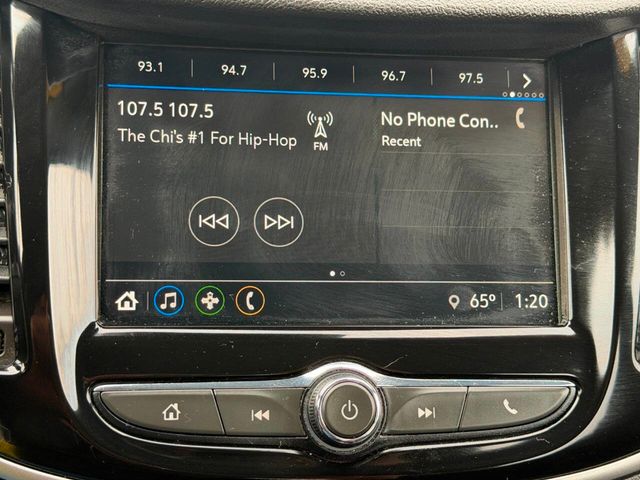 93.1 94.7 95.9 96.7 97.5
107.5 107.5
The Chi's #1 For Hip-Hop
FM
No Phone Con..
Recent
65° 1:20